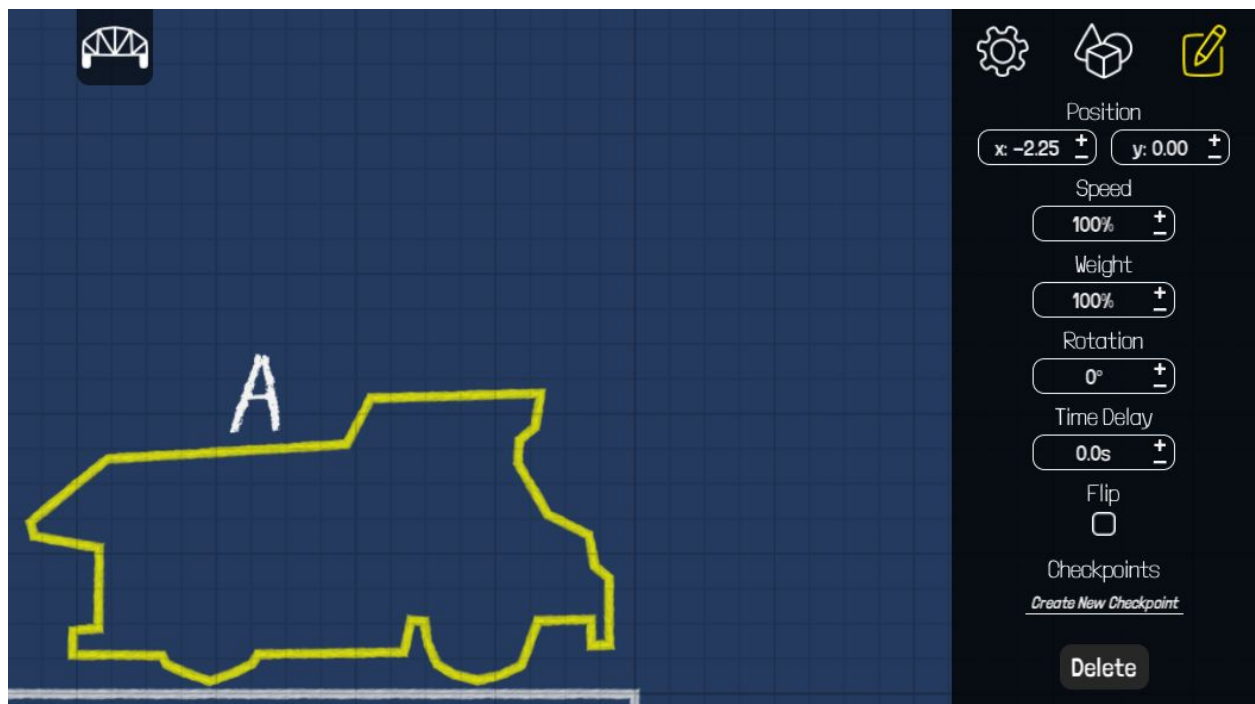 Position
x: -2.25 + − y: 0.00 + −
Speed
100% + −
Weight
100% + −
Rotation
0° + −
Time Delay
0.0s + −
Flip
Checkpoints
Create New Checkpoint
Delete
A